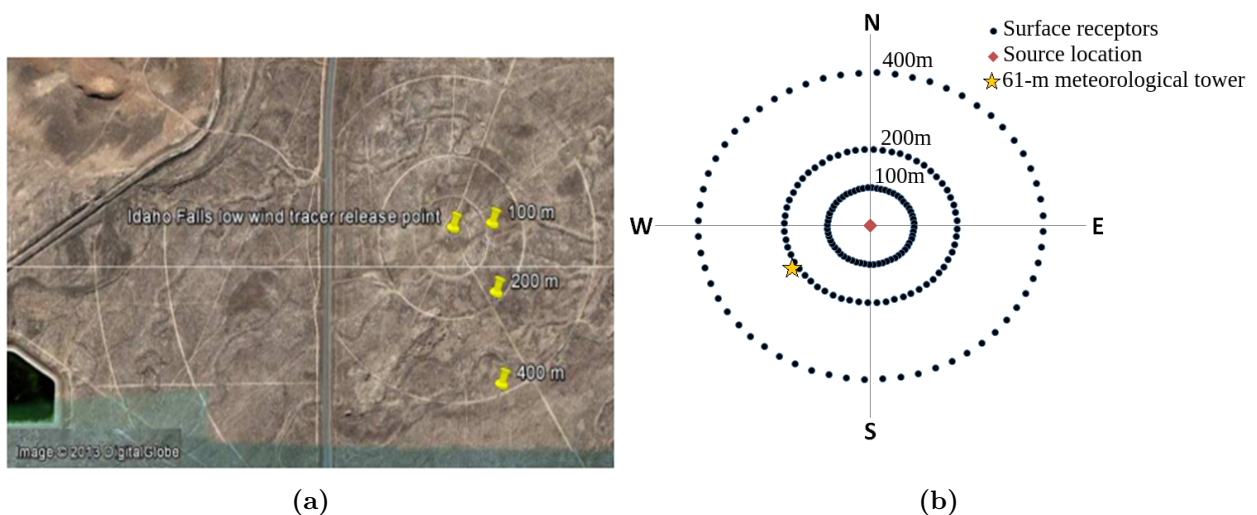 Idaho Falls low wind tracer release point
100 m
200 m
400 m
Image © 2013 DigitalGlobe
(a)
N
Surface receptors
Source location
61-m meteorological tower
400m
200m
100m
W
E
S
(b)